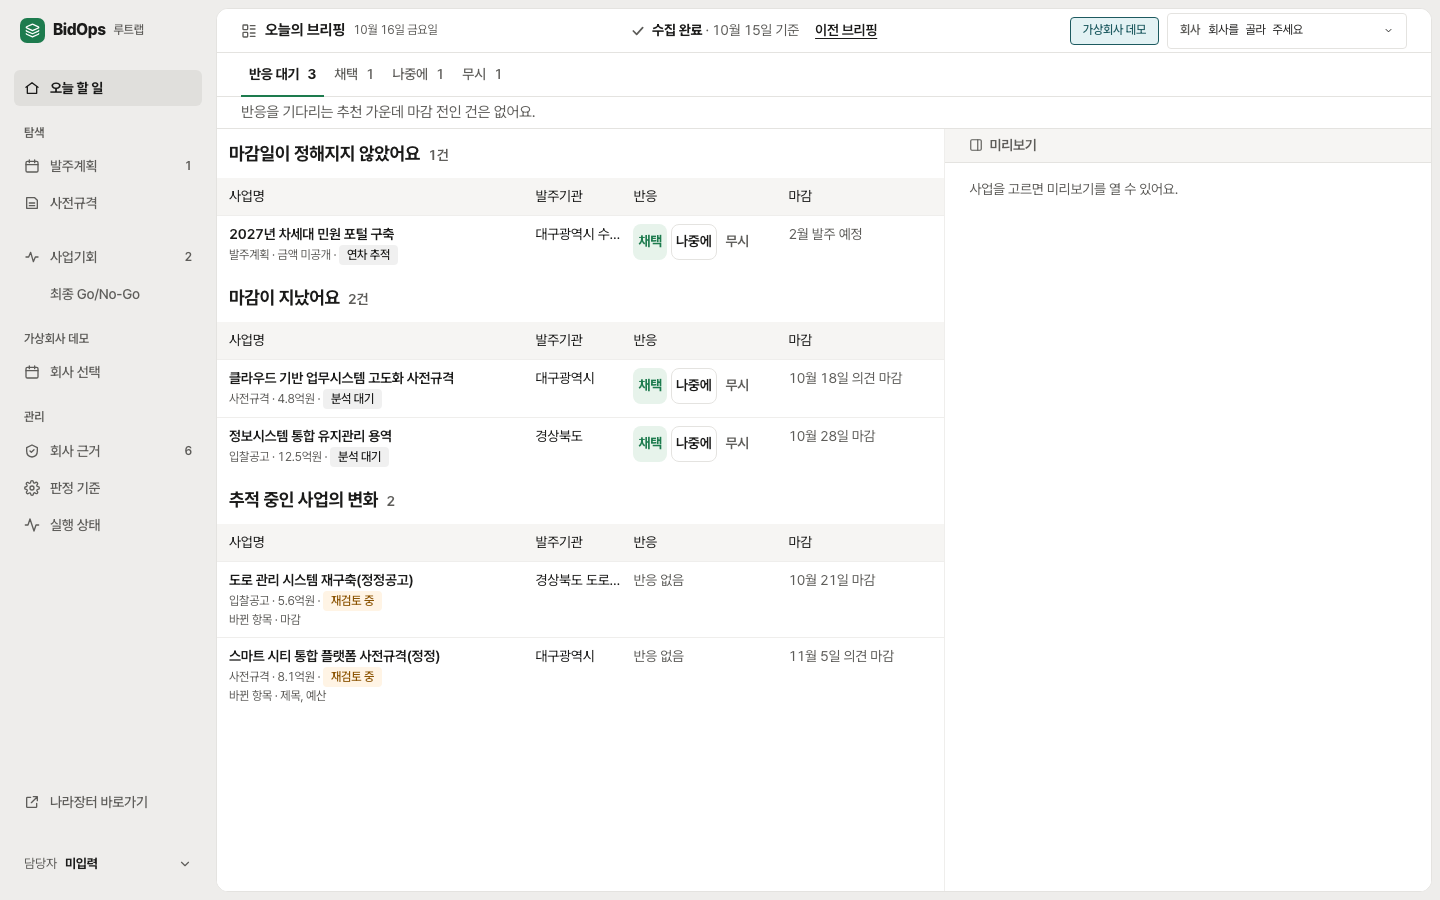 BidOps 루트랩
오늘 할 일
탐색
발주계획 1
사전규격
사업기회 2
최종 Go/No-Go
가상회사 데모
회사 선택
관리
회사 근거 6
판정 기준
실행 상태
나라장터 바로가기
담당자 미입력
오늘의 브리핑 10월 16일 금요일
수집 완료 · 10월 15일 기준 이전 브리핑
가상회사 데모
회사 회사를 골라 주세요
반응 대기 3 채택 1 나중에 1 무시 1
반응을 기다리는 추천 가운데 마감 전인 건은 없어요.
마감일이 정해지지 않았어요 1건
사업명 발주기관 반응 마감
2027년 차세대 민원 포털 구축 대구광역시 수... 채택 나중에 무시 2월 발주 예정
발주계획 · 금액 미공개 · 연차 추적
마감이 지났어요 2건
사업명 발주기관 반응 마감
클라우드 기반 업무시스템 고도화 사전규격 대구광역시 채택 나중에 무시 10월 18일 의견 마감
사전규격 · 4.8억원 · 분석 대기
정보시스템 통합 유지관리 용역 경상북도 채택 나중에 무시 10월 28일 마감
입찰공고 · 12.5억원 · 분석 대기
추적 중인 사업의 변화 2
사업명 발주기관 반응 마감
도로 관리 시스템 재구축(정정공고) 경상북도 도로... 반응 없음 10월 21일 마감
입찰공고 · 5.6억원 · 재검토 중
바뀐 항목 · 마감
스마트 시티 통합 플랫폼 사전규격(정정) 대구광역시 반응 없음 11월 5일 의견 마감
사전규격 · 8.1억원 · 재검토 중
바뀐 항목 · 제목, 예산
미리보기
사업을 고르면 미리보기를 열 수 있어요.